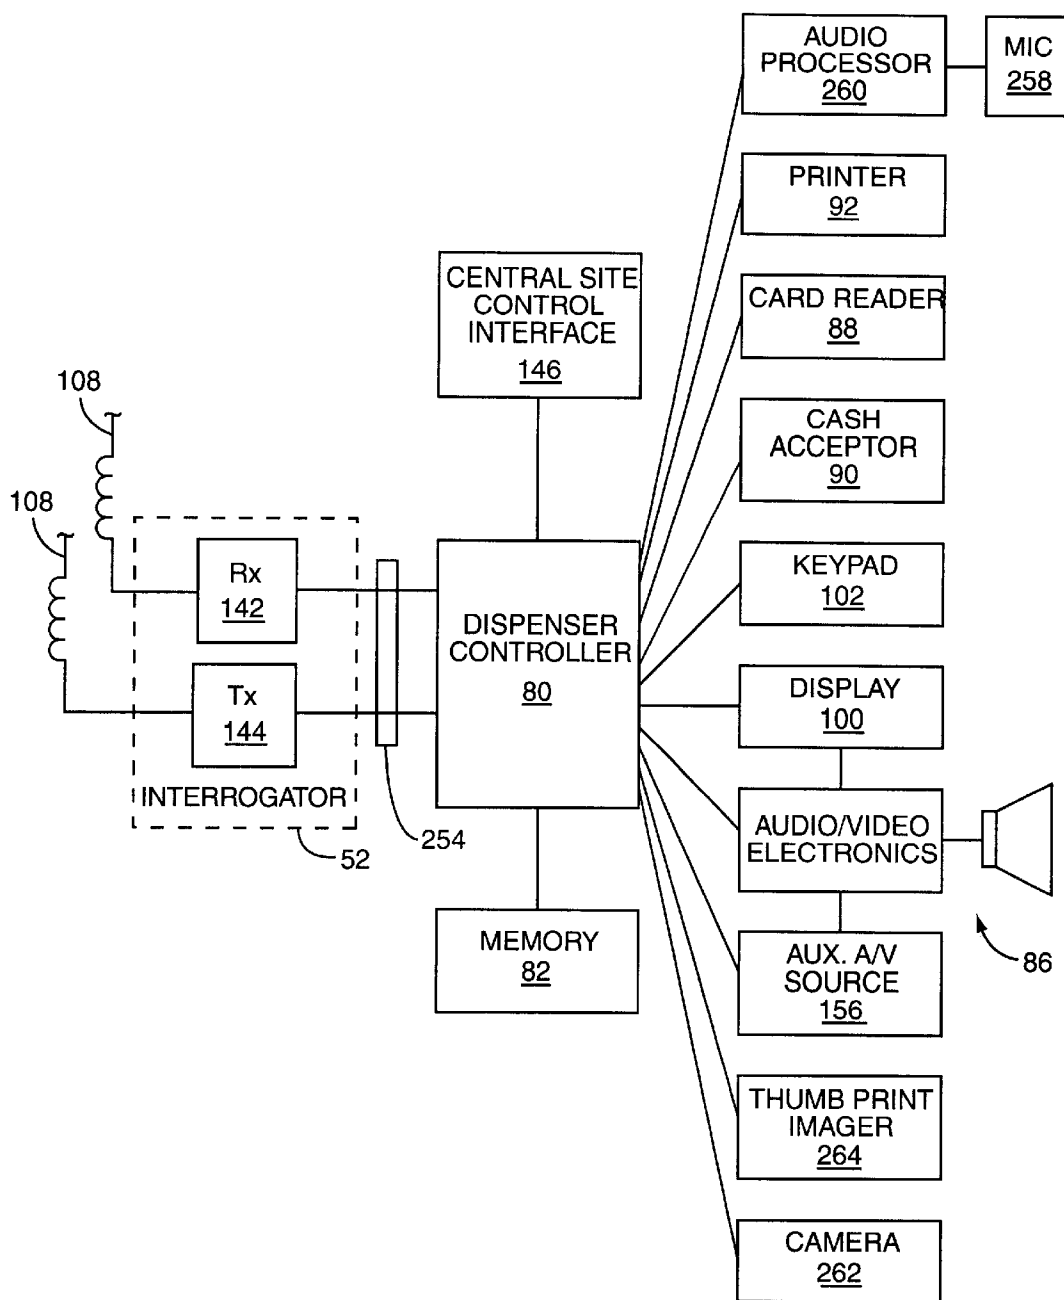 AUDIO
PROCESSOR
260
MIC
258
PRINTER
92
CENTRAL SITE
CONTROL
INTERFACE
146
CARD READER
88
108
CASH
ACCEPTOR
90
108
Rx
142
KEYPAD
102
DISPENSER
CONTROLLER
80
Tx
144
DISPLAY
100
INTERROGATOR
52
254
AUDIO/VIDEO
ELECTRONICS
86
MEMORY
82
AUX. A/V
SOURCE
156
THUMB PRINT
IMAGER
264
CAMERA
262